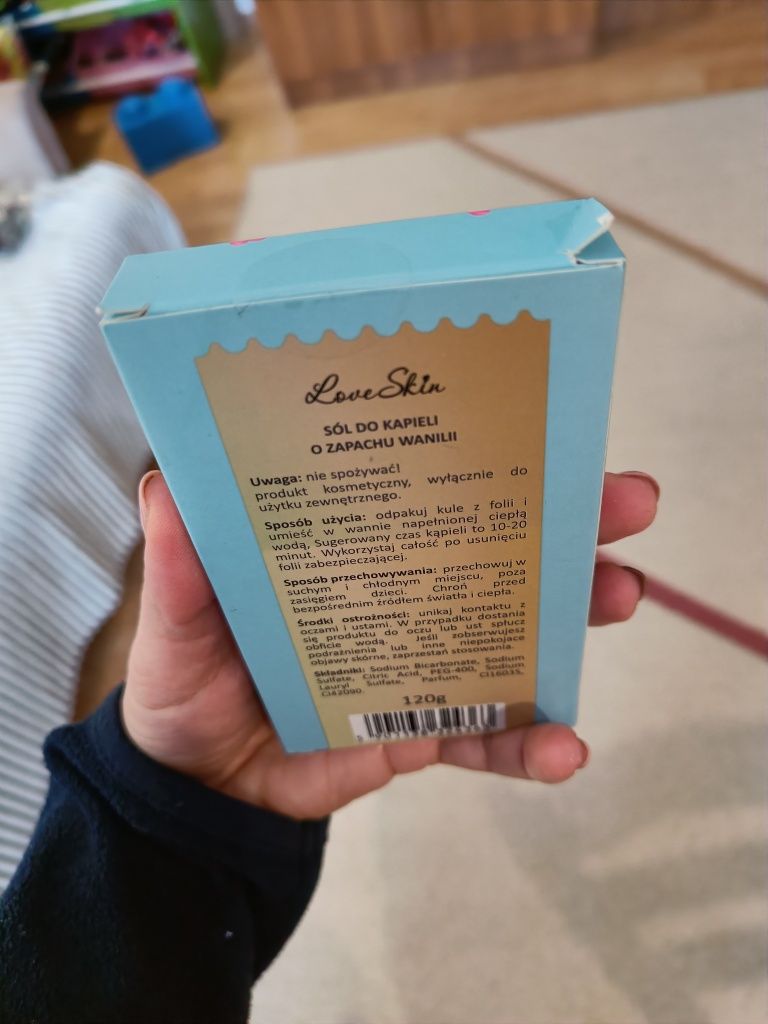 LoveSkin
SÓL DO KĄPIELI
O ZAPACHU WANILII
Uwaga: nie spożywać!
produkt kosmetyczny, wyłącznie do
użytku zewnętrznego.
Sposób użycia: odpakuj kule z folii i
umieść w wannie napełnionej ciepłą
wodą, Sugerowany czas kąpieli to 10-20
minut. Wykorzystaj całość po usunięciu
folii zabezpieczającej.
Sposób przechowywania: przechowuj w
suchym i chłodnym miejscu, poza
zasięgiem dzieci. Chroń przed
bezpośrednim źródłem światła i ciepła.
Środki ostrożności: unikaj kontaktu z
oczami i ustami. W przypadku dostania
się produktu do oczu lub ust spłucz
obficie wodą. Jeśli zobserwujesz
podrażnienia lub inne niepokojące
objawy skórne, zaprzestań stosowania.
Składniki: Sodium Bicarbonate, Sodium
Sulfate, Citric Acid, PEG-400, Sodium
Lauryl Sulfate, Parfum, CI16035,
CI42090.
120g